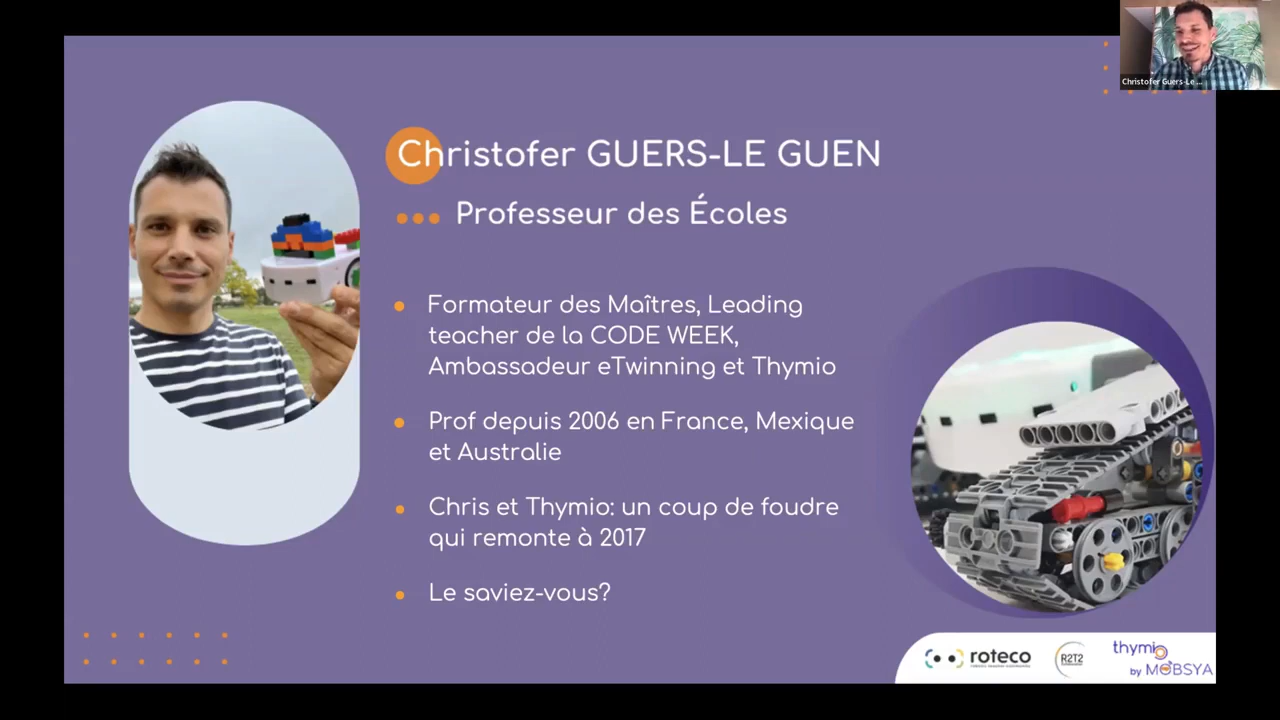 Christofer Guers-Le ...
Christofer GUERS-LE GUEN
Professeur des Écoles
Formateur des Maîtres, Leading
teacher de la CODE WEEK,
Ambassadeur eTwinning et Thymio
Prof depuis 2006 en France, Mexique
et Australie
Chris et Thymio: un coup de foudre
qui remonte à 2017
Le saviez-vous?
roteco
R2T2
thymio
by MOBSYA